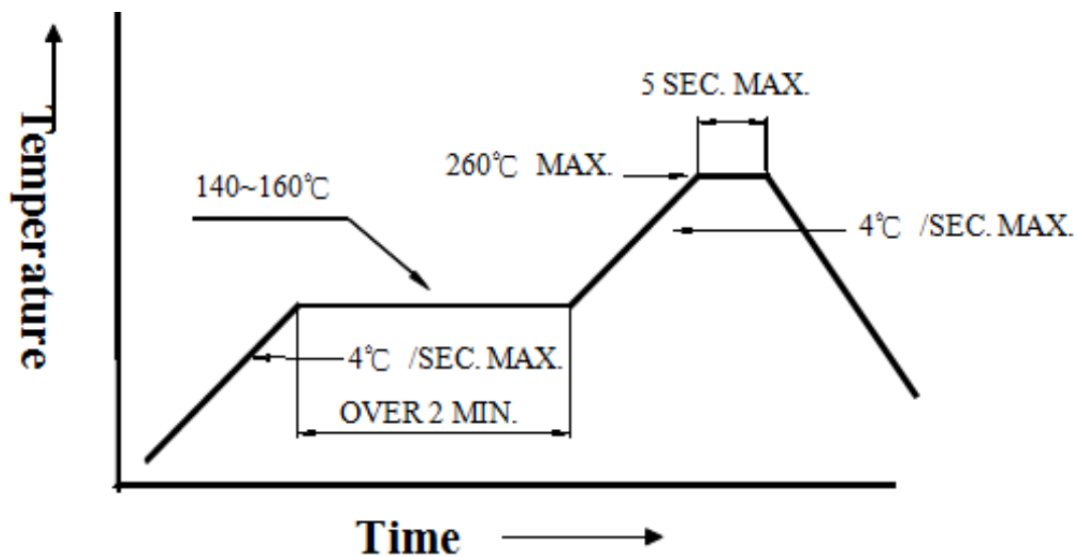 Temperature
5 SEC. MAX.
260℃ MAX.
140~160℃
4℃ /SEC. MAX.
4℃ /SEC. MAX.
OVER 2 MIN.
Time